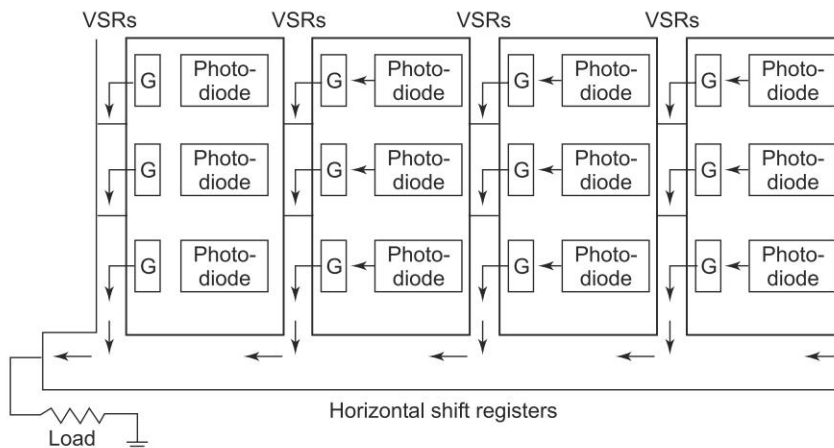 VSRs VSRs VSRs VSRs
G Photo-
diode G Photo-
diode G Photo-
diode G Photo-
diode
G Photo-
diode G Photo-
diode G Photo-
diode G Photo-
diode
G Photo-
diode G Photo-
diode G Photo-
diode G Photo-
diode
Horizontal shift registers
Load